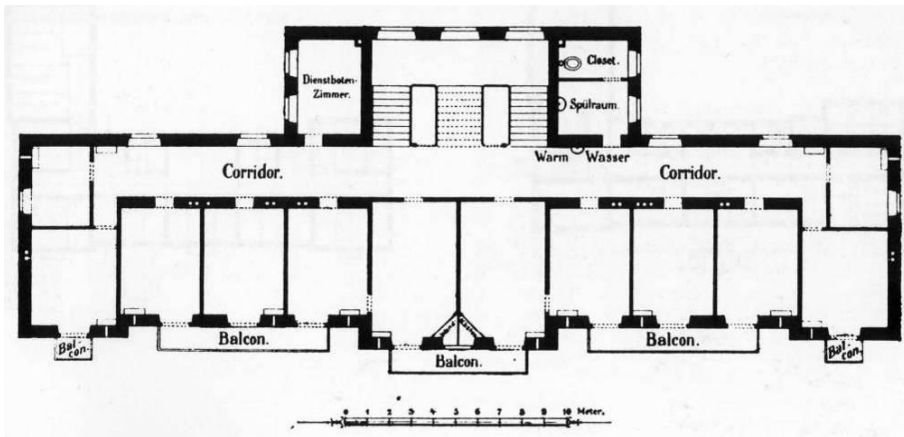 Dienstboten-
Zimmer.
Closet.
Spülraum.
Warm Wasser
Corridor.
Corridor.
Bal-
con.
Balcon.
Balcon.
Balcon.
Bal-
con.
0 1 2 3 4 5 6 7 8 9 10 Meter.